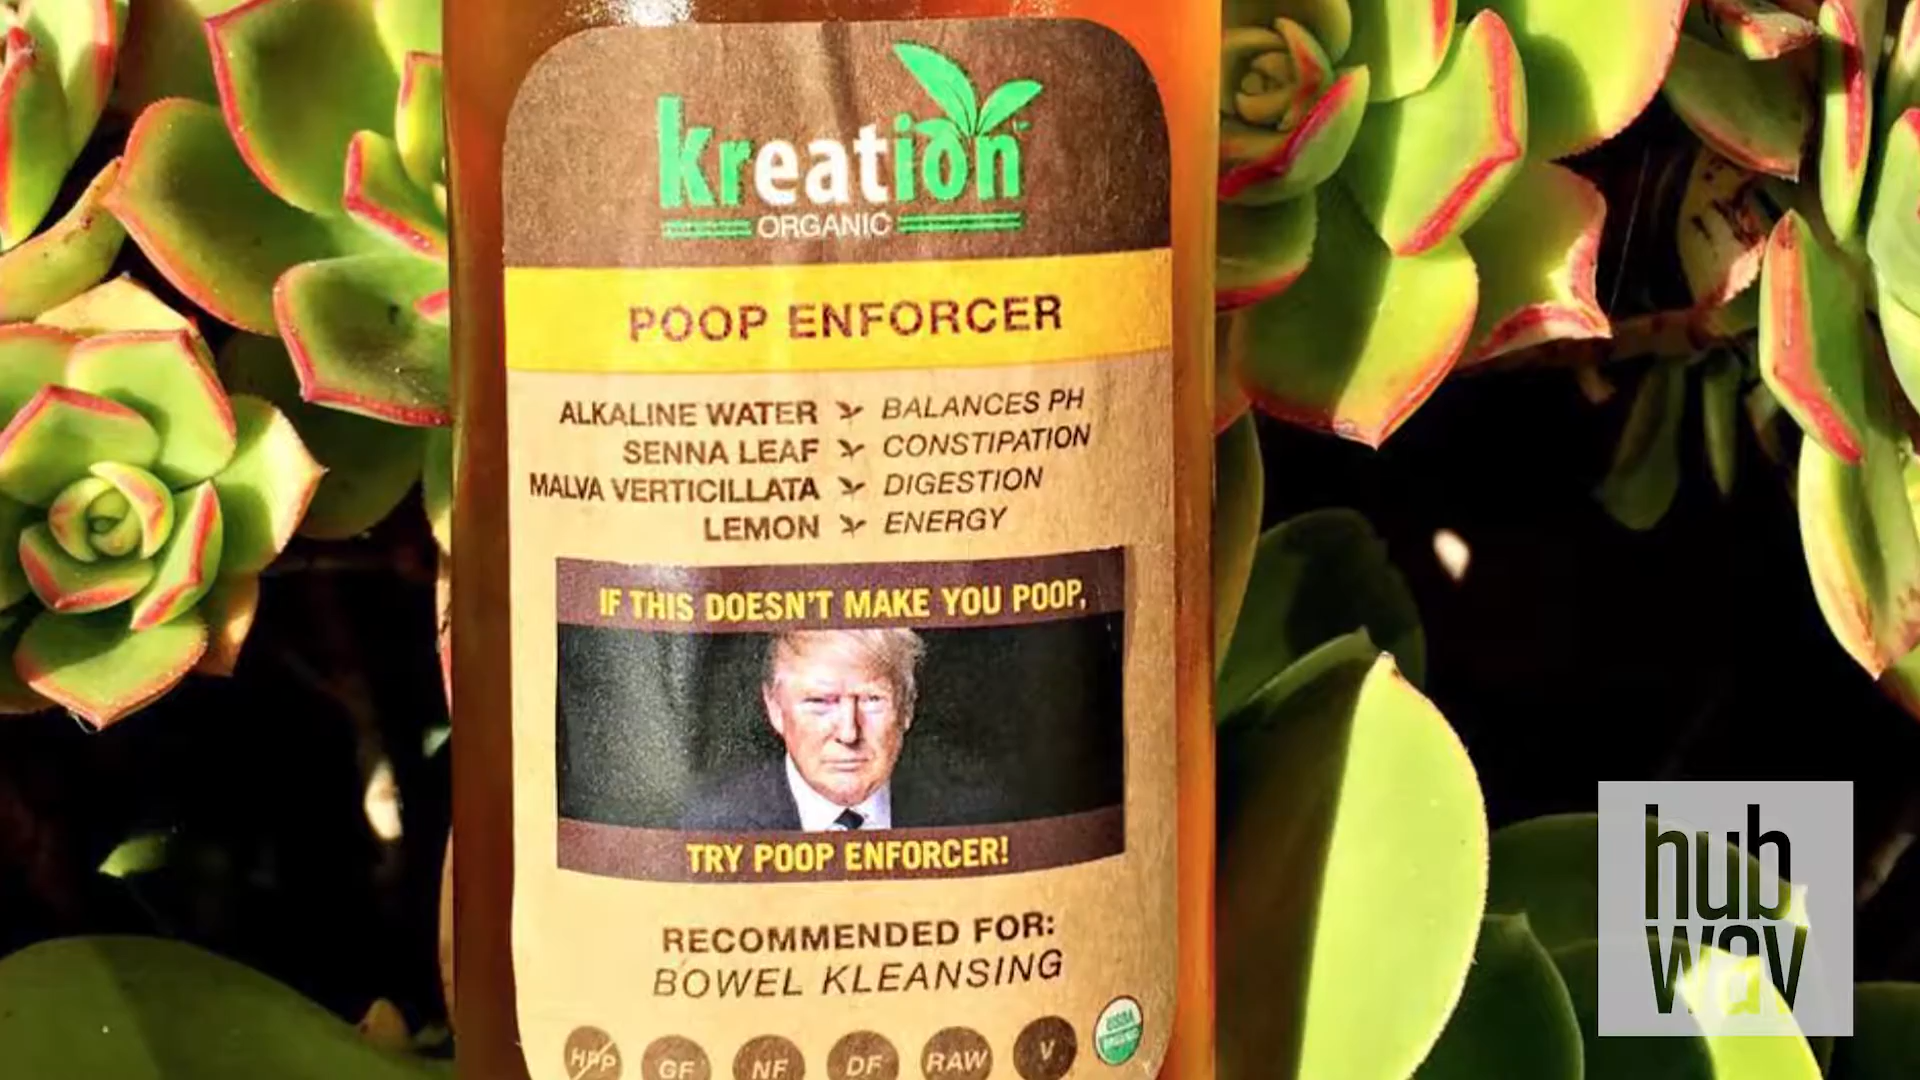 kreation
ORGANIC
POOP ENFORCER
ALKALINE WATER BALANCES PH
SENNA LEAF CONSTIPATION
MALVA VERTICILLATA DIGESTION
LEMON ENERGY
IF THIS DOESN'T MAKE YOU POOP,
TRY POOP ENFORCER!
RECOMMENDED FOR:
BOWEL KLEANSING
HPP GF NF DF RAW V
USDA
ORGANIC
hub
wav